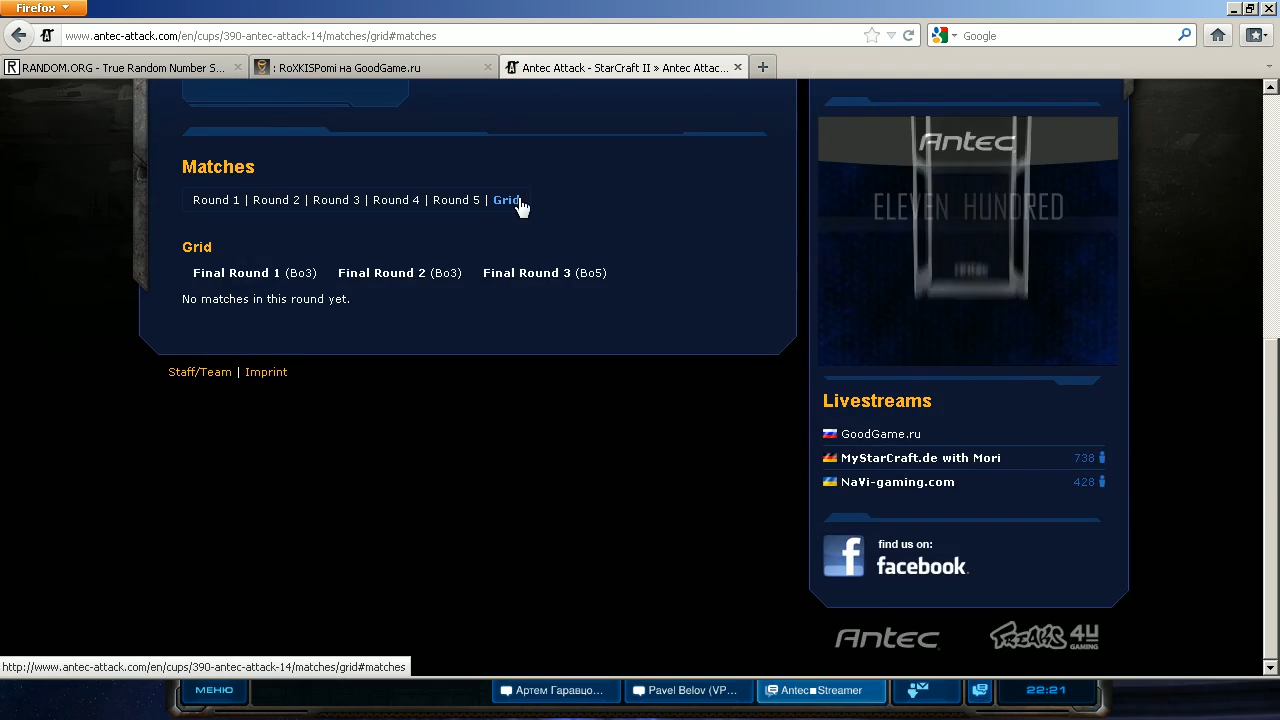 Firefox
www.antec-attack.com/en/cups/390-antec-attack-14/matches/grid#matches
Google
RANDOM.ORG - True Random Number S...
: RoXKISPomi на GoodGame.ru
Antec Attack - StarCraft II » Antec Attac...
Matches
Round 1 | Round 2 | Round 3 | Round 4 | Round 5 | Grid
Grid
Final Round 1 (Bo3) Final Round 2 (Bo3) Final Round 3 (Bo5)
No matches in this round yet.
Staff/Team | Imprint
Antec
ELEVEN HUNDRED
Livestreams
GoodGame.ru
MyStarCraft.de with Mori 738
NaVi-gaming.com 428
find us on:
facebook.
Antec
FREAKS 4U
GAMING
http://www.antec-attack.com/en/cups/390-antec-attack-14/matches/grid#matches
МЕНЮ
Артем Гаравцо...
Pavel Belov (VP...
Antec■Streamer
22:21